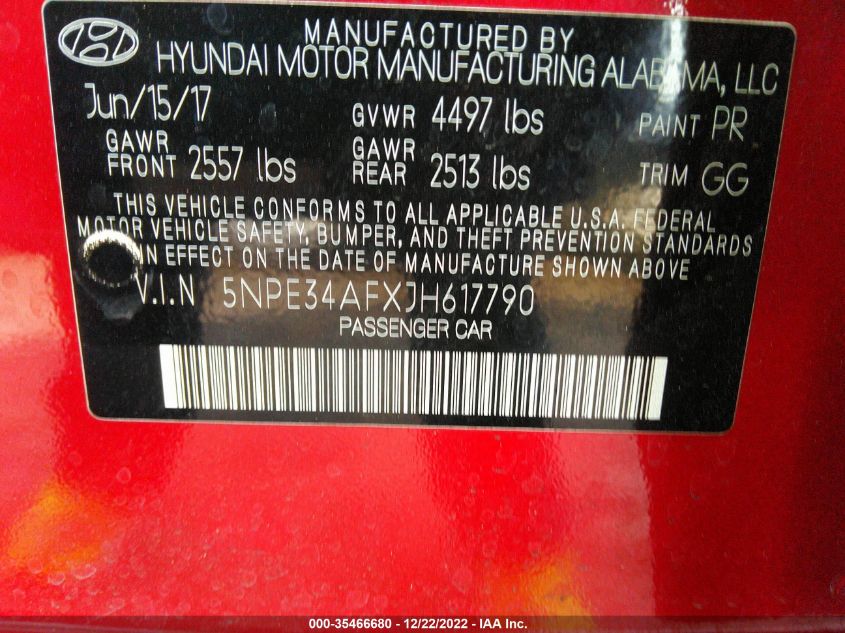 MANUFACTURED BY
HYUNDAI MOTOR MANUFACTURING ALABAMA, LLC
Jun/15/17 GVWR 4497 lbs PAINT PR
GAWR FRONT 2557 lbs GAWR REAR 2513 lbs TRIM GG
THIS VEHICLE CONFORMS TO ALL APPLICABLE U.S.A. FEDERAL
MOTOR VEHICLE SAFETY, BUMPER, AND THEFT PREVENTION STANDARDS
IN EFFECT ON THE DATE OF MANUFACTURE SHOWN ABOVE
V.I.N 5NPE34AFXJH617790
PASSENGER CAR
000-35466680 - 12/22/2022 - IAA Inc.